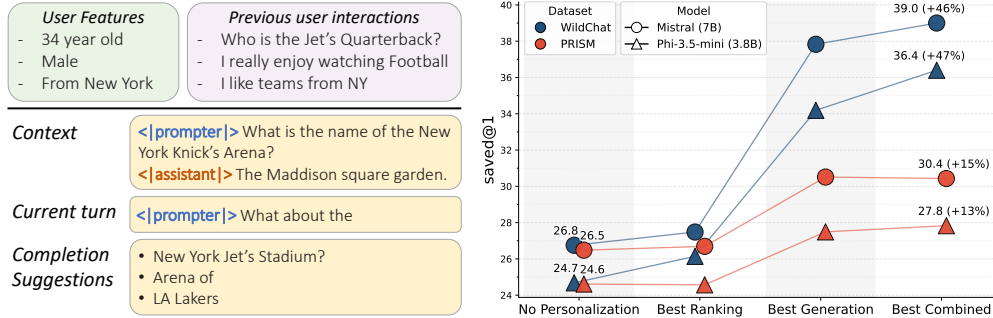 User Features
- 34 year old
- Male
- From New York
Previous user interactions
- Who is the Jet's Quarterback?
- I really enjoy watching Football
- I like teams from NY
Context
<|prompter|> What is the name of the New
York Knick's Arena?
<|assistant|> The Maddison square garden.
Current turn
<|prompter|> What about the
Completion
Suggestions
• New York Jet's Stadium?
• Arena of
• LA Lakers
saved@1
40
38
36
34
32
30
28
26
24
Dataset
WildChat
PRISM
Model
Mistral (7B)
Phi-3.5-mini (3.8B)
39.0 (+46%)
36.4 (+47%)
30.4 (+15%)
27.8 (+13%)
26.8
26.5
24.7
24.6
No Personalization
Best Ranking
Best Generation
Best Combined